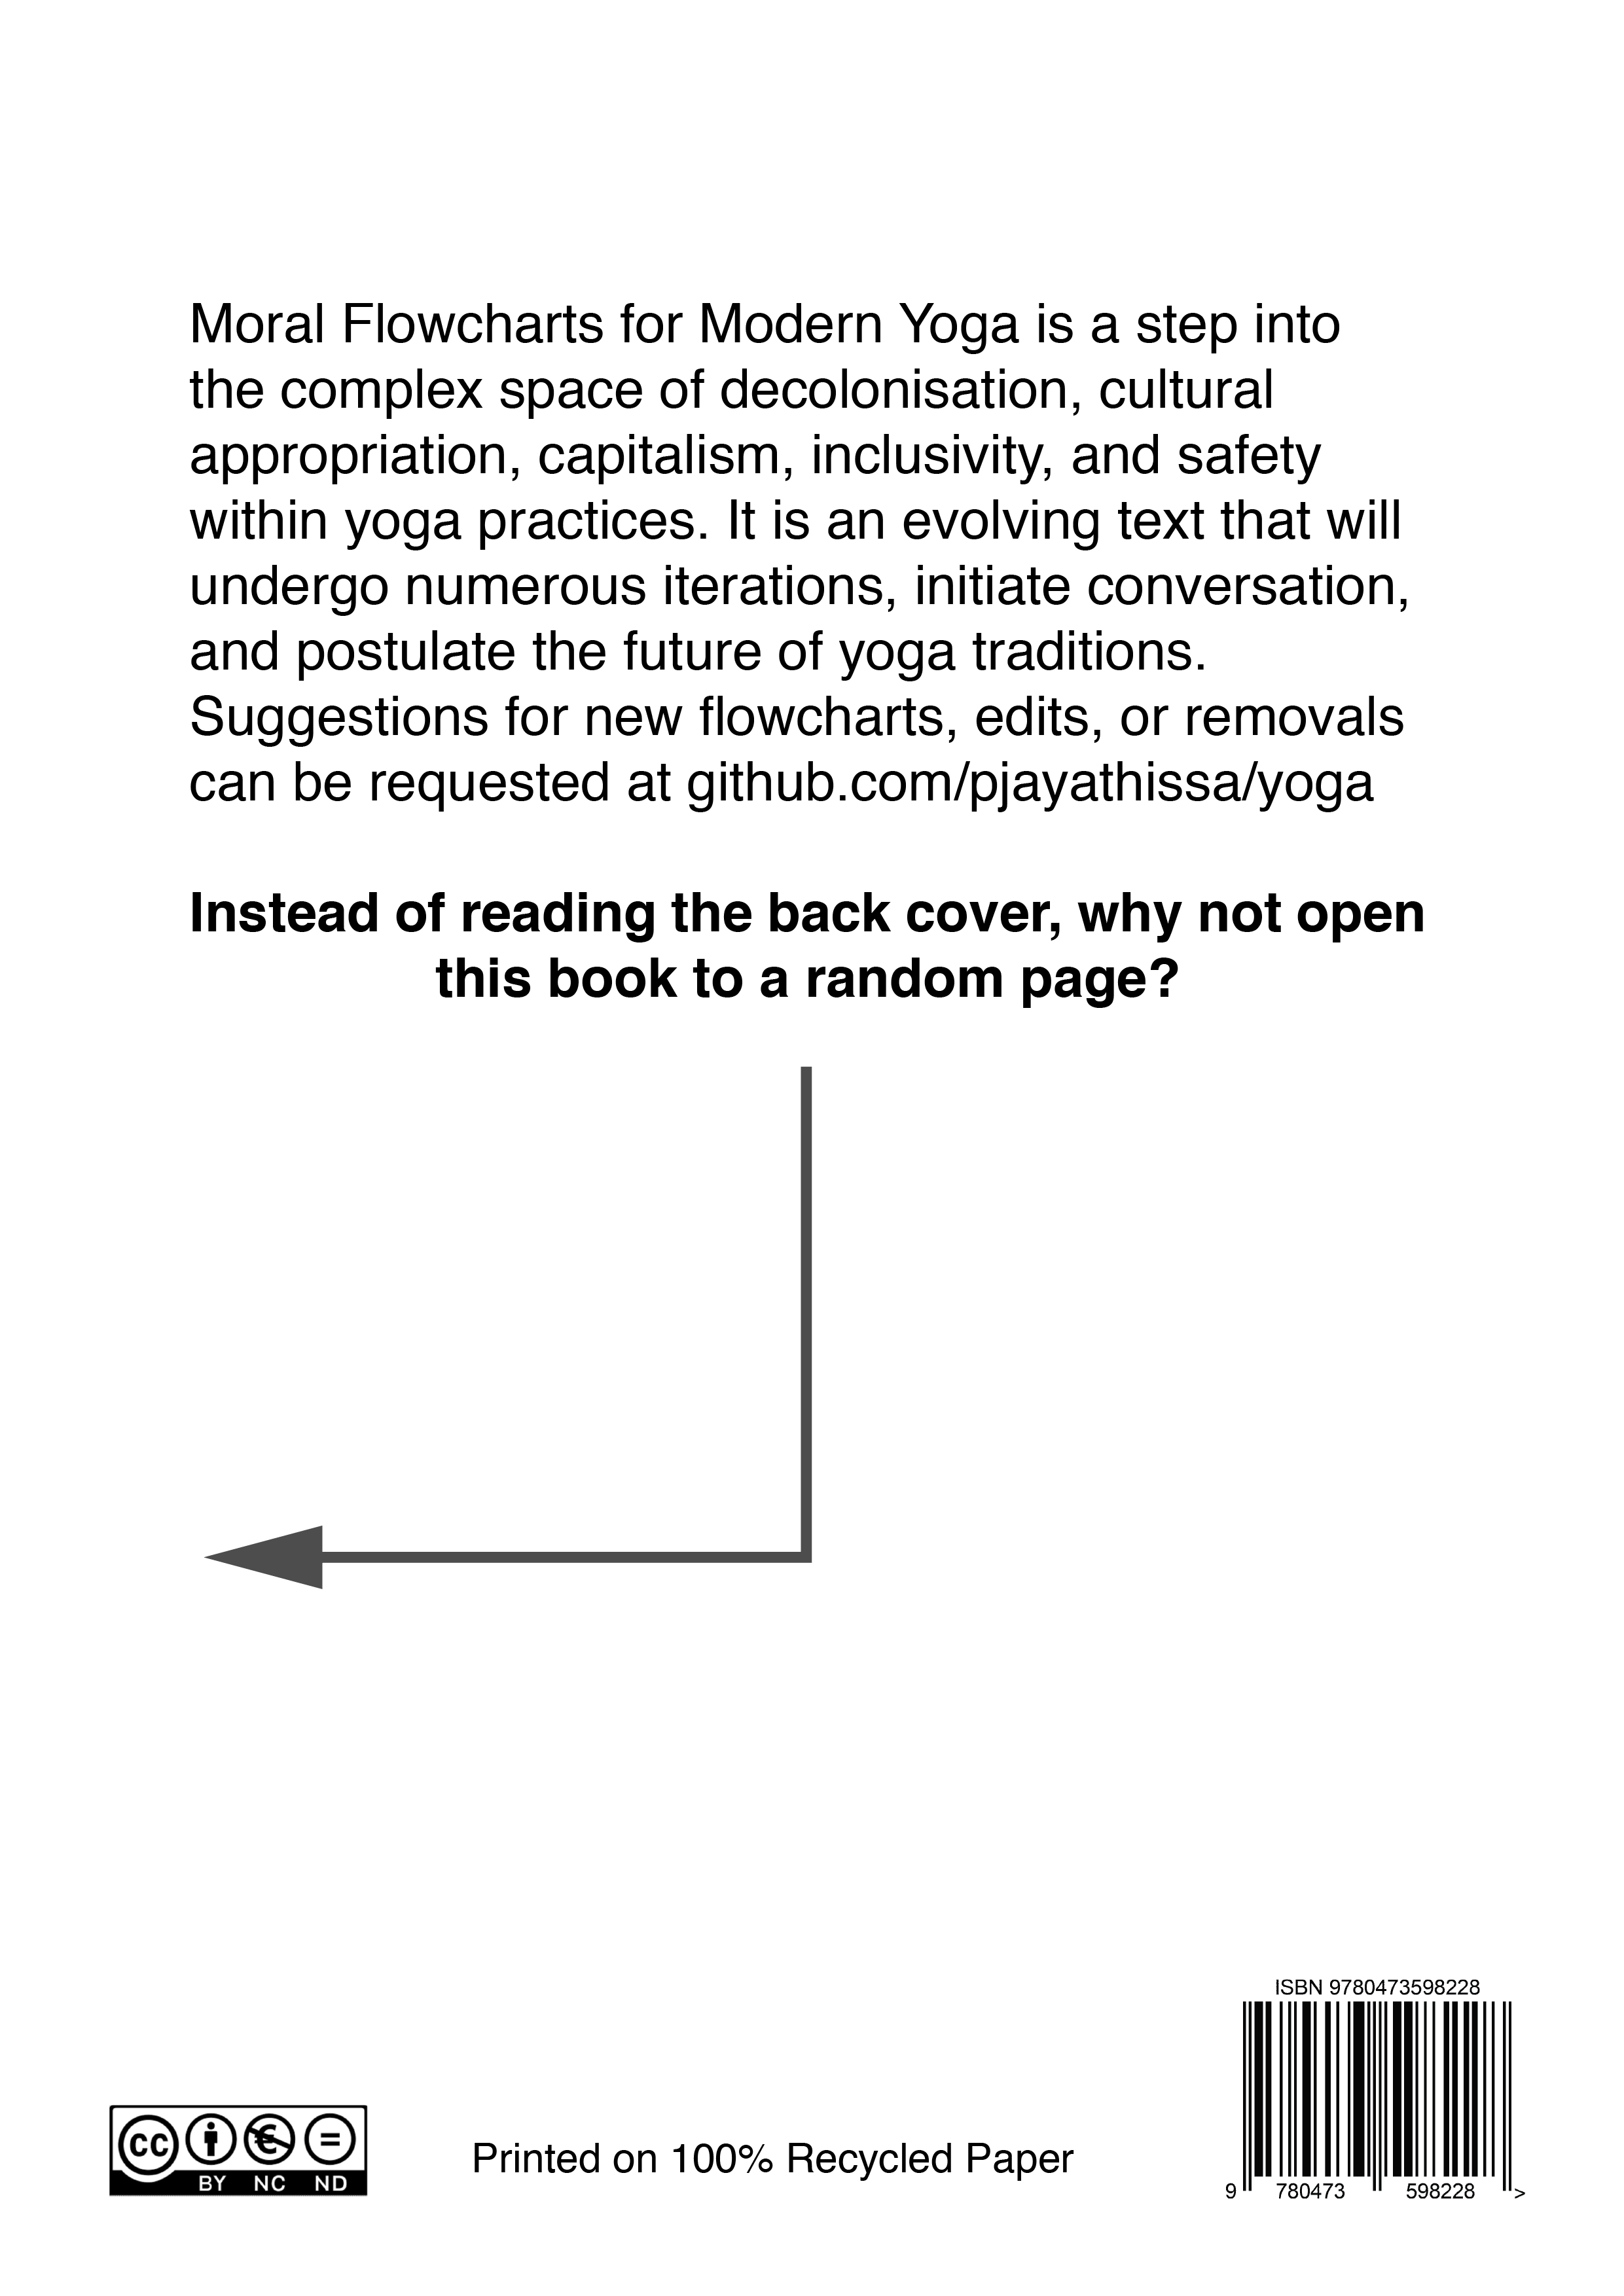 Moral Flowcharts for Modern Yoga is a step into
the complex space of decolonisation, cultural
appropriation, capitalism, inclusivity, and safety
within yoga practices. It is an evolving text that will
undergo numerous iterations, initiate conversation,
and postulate the future of yoga traditions.
Suggestions for new flowcharts, edits, or removals
can be requested at github.com/pjayathissa/yoga
Instead of reading the back cover, why not open
this book to a random page?
ISBN 9780473598228
9 780473 598228 >
cc
BY NC ND
Printed on 100% Recycled Paper